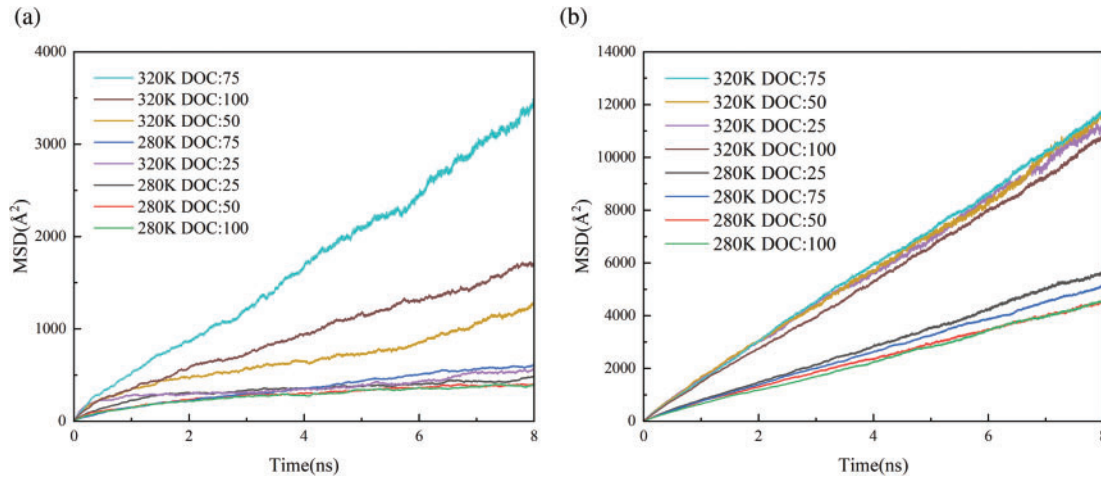 (a)
4000
3000
2000
1000
0
MSD(Å²)
320K DOC:75
320K DOC:100
320K DOC:50
280K DOC:75
320K DOC:25
280K DOC:25
280K DOC:50
280K DOC:100
0 2 4 6 8
Time(ns)
(b)
14000
12000
10000
8000
6000
4000
2000
0
MSD(Å²)
320K DOC:75
320K DOC:50
320K DOC:25
320K DOC:100
280K DOC:25
280K DOC:75
280K DOC:50
280K DOC:100
0 2 4 6 8
Time(ns)